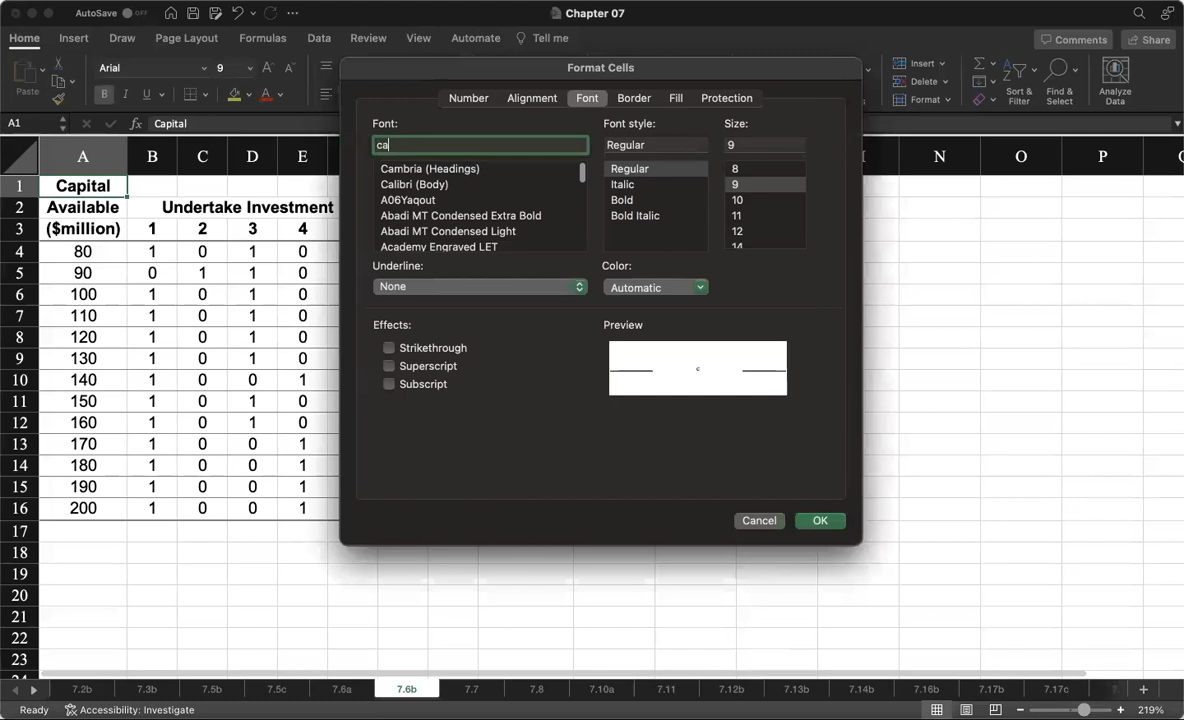 AutoSave OFF
Chapter 07
Home Insert Draw Page Layout Formulas Data Review View Automate Tell me
Comments Share
Paste
Arial 9
B I U A
Insert
Delete
Format
Sort & Filter
Find & Select
Analyze Data
A1 fx Capital
Format Cells
Number Alignment Font Border Fill Protection
Font: Font style: Size:
ca Regular 9
Cambria (Headings) Regular 8
Calibri (Body) Italic 9
A06Yaqout Bold 10
Abadi MT Condensed Extra Bold Bold Italic 11
Abadi MT Condensed Light 12
Academy Engraved LET 14
Underline: Color:
None Automatic
Effects: Preview
Strikethrough
Superscript
Subscript
C
Cancel OK
A B C D E N O P
1 Capital
2 Available Undertake Investment
3 ($million) 1 2 3 4
4 80 1 0 1 0
5 90 0 1 1 0
6 100 1 0 1 0
7 110 1 0 1 0
8 120 1 0 1 0
9 130 1 0 1 0
10 140 1 0 0 1
11 150 1 0 1 0
12 160 1 0 1 0
13 170 1 0 0 1
14 180 1 0 0 1
15 190 1 0 0 1
16 200 1 0 0 1
17
18
19
20
21
22
23
7.2b 7.3b 7.5b 7.5c 7.6a 7.6b 7.7 7.8 7.10a 7.11 7.12b 7.13b 7.14b 7.16b 7.17b 7.17c
Ready Accessibility: Investigate 219%